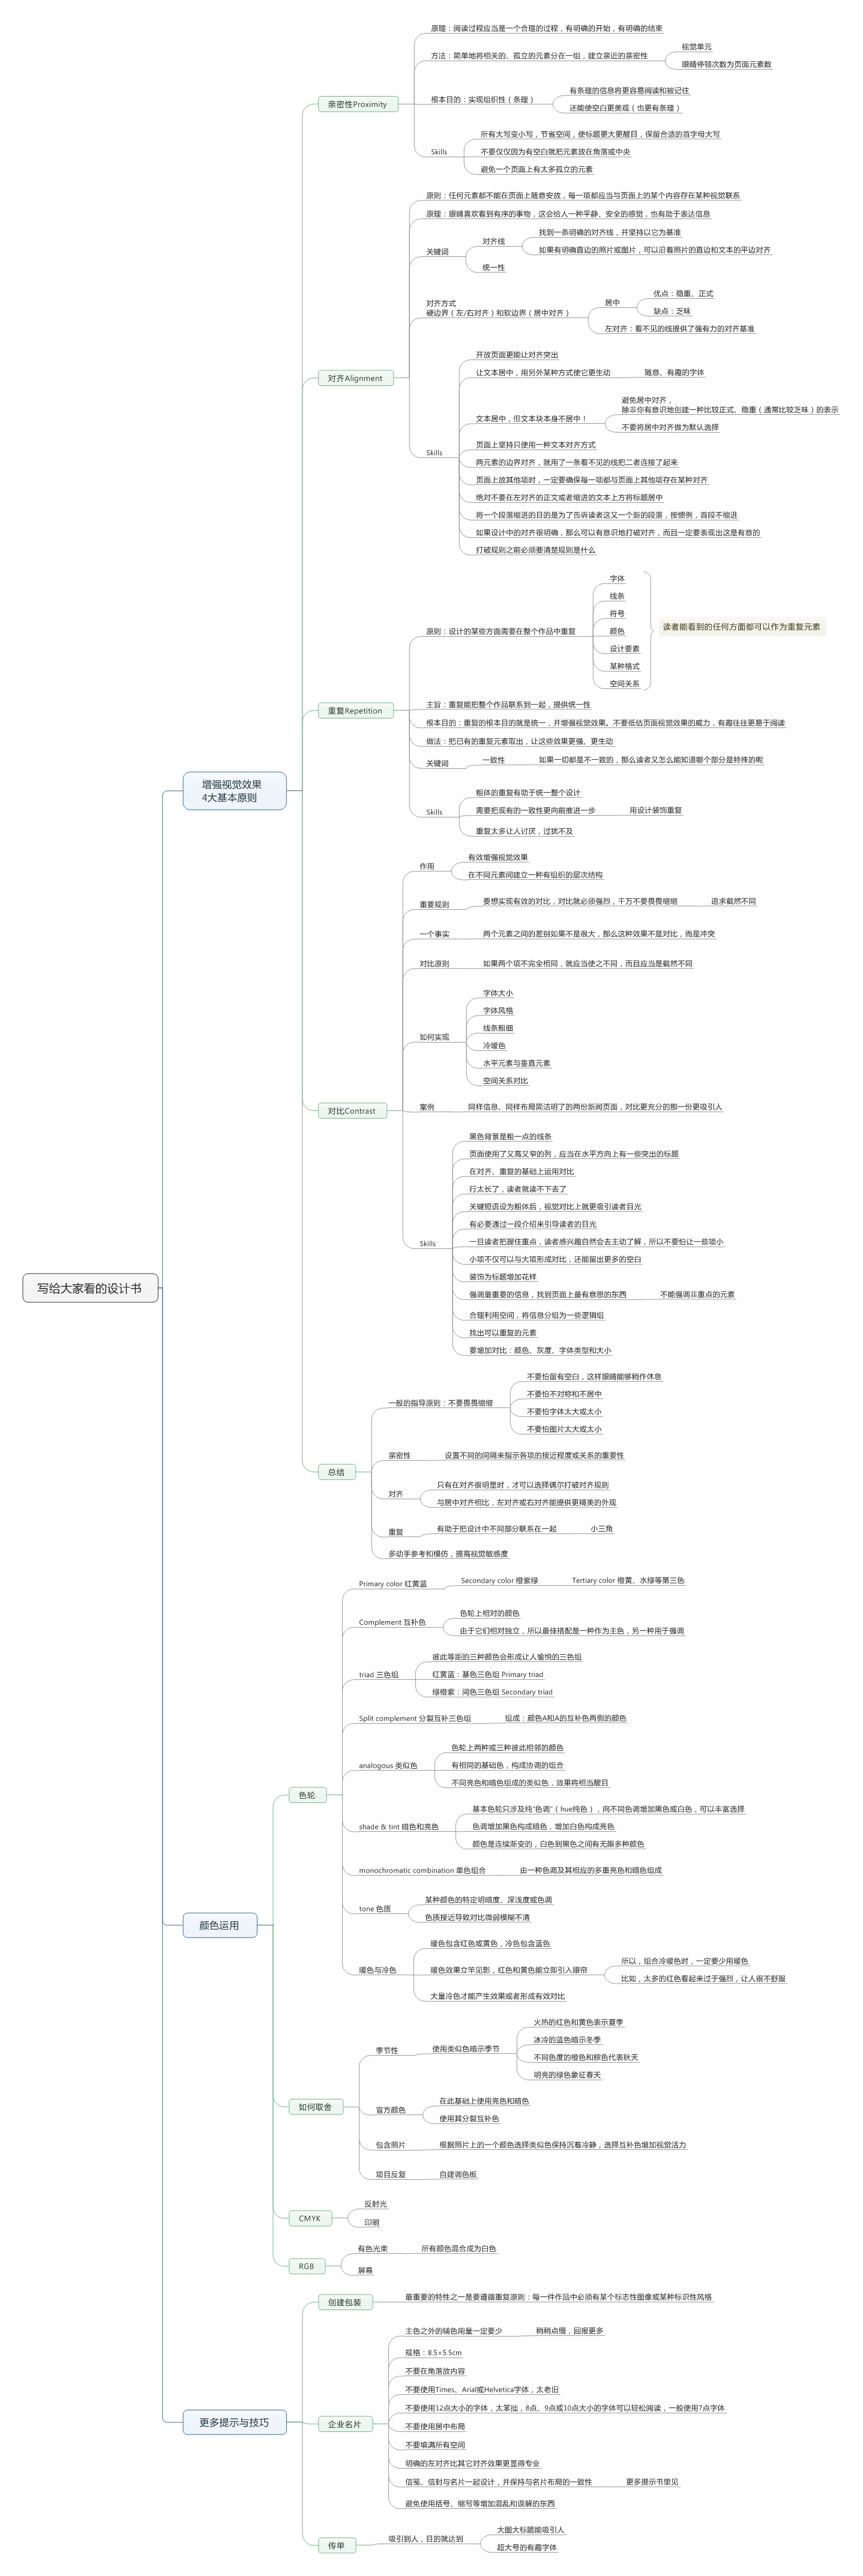 写给大家看的设计书
增强视觉效果
4大基本原则
亲密性Proximity
原理：阅读过程应当是一个合理的过程，有明确的开始，有明确的结束
方法：简单地将相关的、孤立的元素分在一组，建立亲近的亲密性
视觉单元
眼睛停顿次数为页面元素数
根本目的：实现组织性（条理）
有条理的信息将更容易阅读和被记住
还能使空白更美观（也更有条理）
Skills
所有大写变小写，节省空间，使标题更大更醒目，保留合适的首字母大写
不要仅仅因为有空白就把元素放在角落或中央
避免一个页面上有太多孤立的元素
对齐Alignment
原则：任何元素都不能在页面上随意安放，每一项都应当与页面上的某个内容存在某种视觉联系
原理：眼睛喜欢看到有序的事物，这会给人一种平静、安全的感觉，也有助于表达信息
关键词
对齐线
找到一条明确的对齐线，并坚持以它为基准
如果有明确直边的照片或图片，可以沿着照片的直边和文本的平边对齐
统一性
对齐方式
硬边界（左/右对齐）和软边界（居中对齐）
居中
优点：稳重、正式
缺点：乏味
左对齐：看不见的线提供了强有力的对齐基准
Skills
开放页面更能让对齐突出
让文本居中，用另外某种方式使它更生动
随意、有趣的字体
文本居中，但文本块本身不居中！
避免居中对齐，
除非你有意识地创建一种比较正式、稳重（通常比较乏味）的表示
不要将居中对齐做为默认选择
页面上坚持只使用一种文本对齐方式
两元素的边界对齐，就用了一条看不见的线把二者连接了起来
页面上放其他项时，一定要确保每一项都与页面上其他项存在某种对齐
绝对不要在左对齐的正文或者缩进的文本上方将标题居中
将一个段落缩进的目的是为了告诉读者这又一个新的段落，按惯例，首段不缩进
如果设计中的对齐很明确，那么可以有意识地打破对齐，而且一定要表现出这是有意的
打破规则之前必须要清楚规则是什么
重复Repetition
原则：设计的某些方面需要在整个作品中重复
字体
线条
符号
颜色
设计要素
某种格式
空间关系
读者能看到的任何方面都可以作为重复元素
主旨：重复能把整个作品联系到一起，提供统一性
根本目的：重复的根本目的就是统一，并增强视觉效果。不要低估页面视觉效果的威力，有趣往往更易于阅读
做法：把已有的重复元素取出，让这些效果更强、更生动
关键词
一致性
如果一切都是不一致的，那么读者又怎么能知道哪个部分是特殊的呢
Skills
粗体的重复有助于统一整个设计
需要把现有的一致性更向前推进一步
用设计装饰重复
重复太多让人讨厌，过犹不及
对比Contrast
作用
有效增强视觉效果
在不同元素间建立一种有组织的层次结构
重要规则
要想实现有效的对比，对比就必须强烈，千万不要畏畏缩缩
追求截然不同
一个事实
两个元素之间的差别如果不是很大，那么这种效果不是对比，而是冲突
对比原则
如果两个项不完全相同，就应当使之不同，而且应当是截然不同
如何实现
字体大小
字体风格
线条粗细
冷暖色
水平元素与垂直元素
空间关系对比
案例
同样信息、同样布局简洁明了的两份新闻页面，对比更充分的那一份更吸引人
Skills
黑色背景是粗一点的线条
页面使用了又高又窄的列，应当在水平方向上有一些突出的标题
在对齐、重复的基础上运用对比
行太长了，读者就读不下去了
关键短语设为粗体后，视觉对比上就更吸引读者目光
有必要通过一段介绍来引导读者的目光
一旦读者把握住重点，读者感兴趣自然会去主动了解，所以不要怕让一些项小
小项不仅可以与大项形成对比，还能留出更多的空白
装饰为标题增加花样
强调最重要的信息，找到页面上最有意思的东西
不能强调非重点的元素
合理利用空间，将信息分组为一些逻辑组
找出可以重复的元素
要增加对比：颜色、灰度、字体类型和大小
总结
一般的指导原则：不要畏畏缩缩
不要怕留有空白，这样眼睛能够稍作休息
不要怕不对称和不居中
不要怕字体太大或太小
不要怕图片太大或太小
亲密性
设置不同的间隔来指示各项的接近程度或关系的重要性
对齐
只有在对齐很明显时，才可以选择偶尔打破对齐规则
与居中对齐相比，左对齐或右对齐能提供更精美的外观
重复
有助于把设计中不同部分联系在一起
小三角
多动手参考和模仿，提高视觉敏感度
颜色运用
色轮
Primary color 红黄蓝
Secondary color 橙紫绿
Tertiary color 橙黄、水绿等第三色
Complement 互补色
色轮上相对的颜色
由于它们相对独立，所以最佳搭配是一种作为主色，另一种用于强调
triad 三色组
彼此等距的三种颜色会形成让人愉悦的三色组
红黄蓝：基色三色组 Primary triad
绿橙紫：间色三色组 Secondary triad
Split complement 分裂互补三色组
组成：颜色A和A的互补色两侧的颜色
analogous 类似色
色轮上两种或三种彼此相邻的颜色
有相同的基础色，构成协调的组合
不同亮色和暗色组成的类似色，效果将相当醒目
shade & tint 暗色和亮色
基本色轮只涉及纯“色调”（hue纯色），向不同色调增加黑色或白色，可以丰富选择
色调增加黑色构成暗色，增加白色构成亮色
颜色是连续渐变的，白色到黑色之间有无限多种颜色
monochromatic combination 单色组合
由一种色调及其相应的多重亮色和暗色组成
tone 色质
某种颜色的特定明暗度、深浅度或色调
色质接近导致对比微弱模糊不清
暖色与冷色
暖色包含红色或黄色，冷色包含蓝色
暖色效果立竿见影，红色和黄色能立即引入眼帘
所以，组合冷暖色时，一定要少用暖色
比如，太多的红色看起来过于强烈，让人很不舒服
大量冷色才能产生效果或者形成有效对比
如何取舍
季节性
使用类似色暗示季节
火热的红色和黄色表示夏季
冰冷的蓝色暗示冬季
不同色度的橙色和棕色代表秋天
明亮的绿色象征春天
官方颜色
在此基础上使用亮色和暗色
使用其分裂互补色
包含照片
根据照片上的一个颜色选择类似色保持沉着冷静，选择互补色增加视觉活力
项目反复
自建调色板
CMYK
反射光
印刷
RGB
有色光束
所有颜色混合成为白色
屏幕
更多提示与技巧
创建包装
最重要的特性之一是要遵循重复原则：每一件作品中必须有某个标志性图像或某种标识性风格
企业名片
主色之外的辅色用量一定要少
稍稍点缀，回报更多
规格：8.5×5.5cm
不要在角落放内容
不要使用Times、Arial或Helvetica字体，太老旧
不要使用12点大小的字体，太笨拙，8点、9点或10点大小的字体可以轻松阅读，一般使用7点字体
不要使用居中布局
不要填满所有空间
明确的左对齐比其它对齐效果更显得专业
信笺、信封与名片一起设计，并保持与名片布局的一致性
更多提示书里见
避免使用括号、缩写等增加混乱和误解的东西
传单
吸引到人，目的就达到
大图大标题能吸引人
超大号的有趣字体